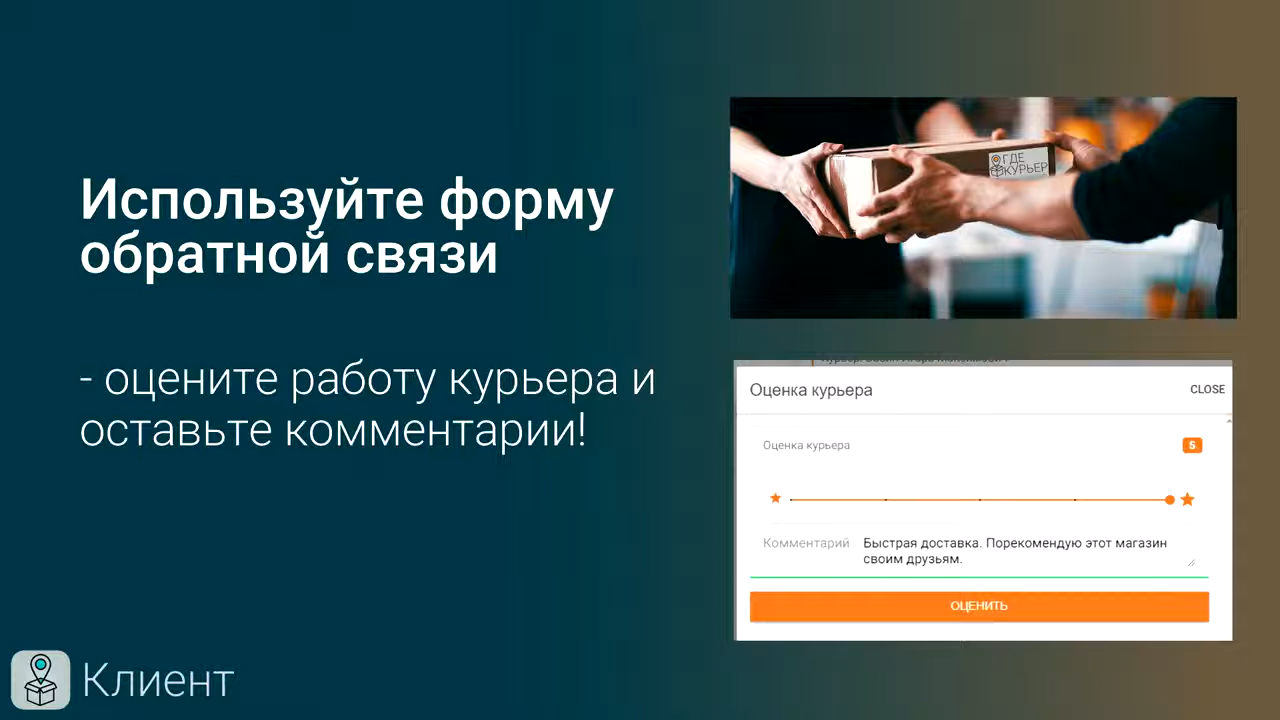 Используйте форму
обратной связи
- оцените работу курьера и
оставьте комментарии!
ГДЕ
КУРЬЕР
Оценка курьера
CLOSE
Оценка курьера
5
Комментарий
Быстрая доставка. Порекомендую этот магазин
своим друзьям.
ОЦЕНИТЬ
Клиент